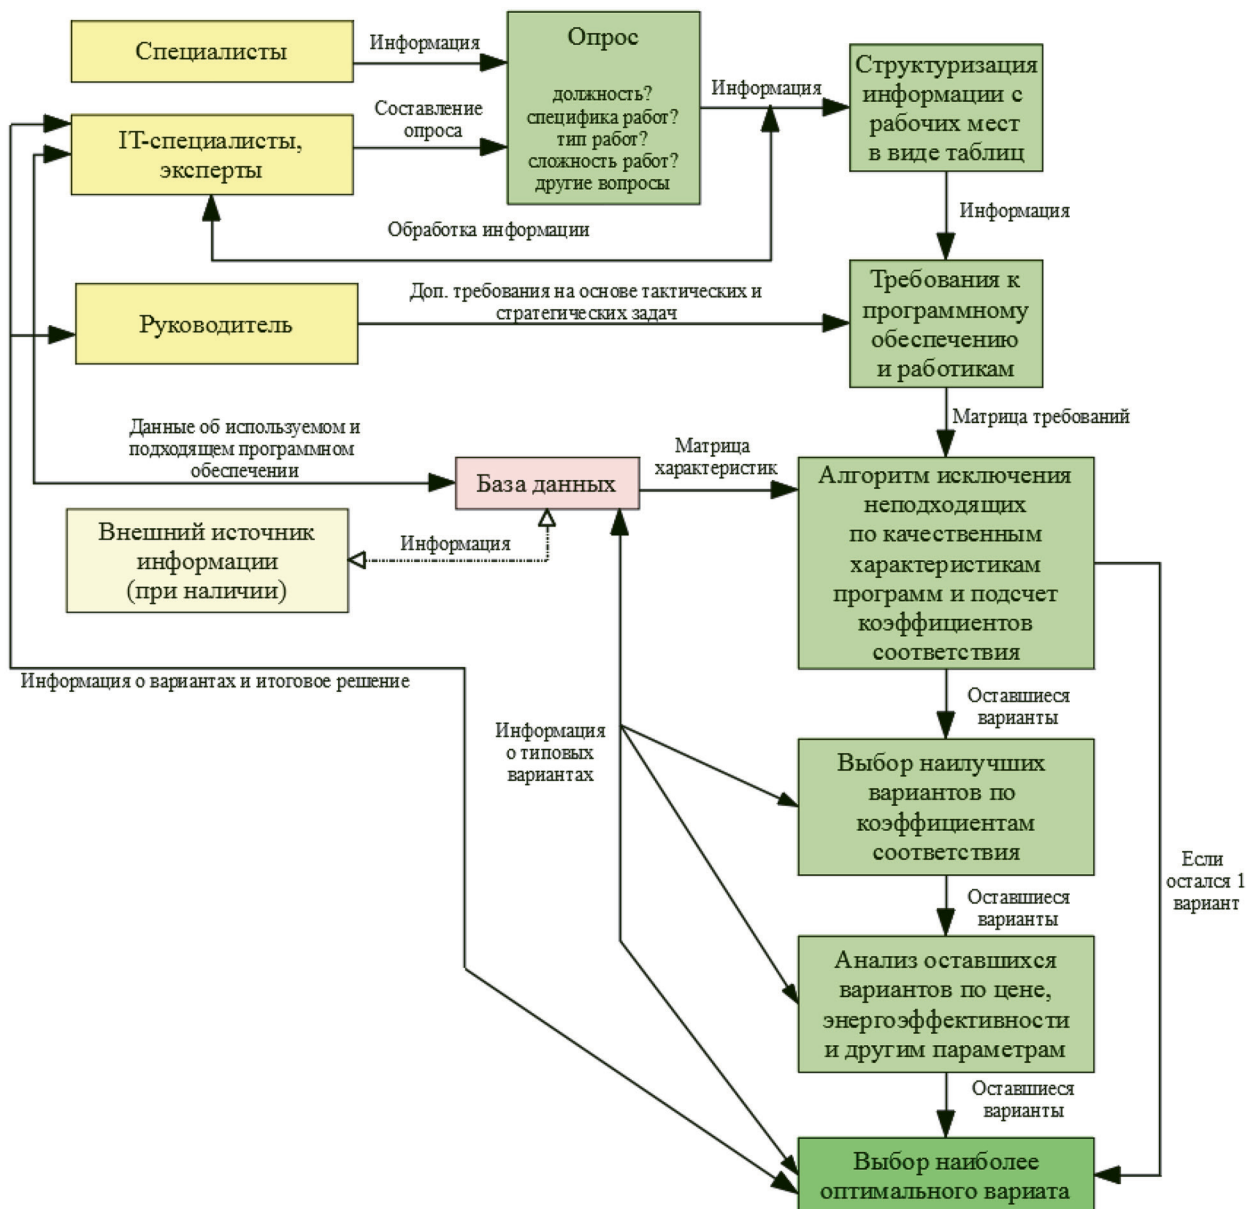 Специалисты
Информация
Опрос
должность?
специфика работ?
тип работ?
сложность работ?
другие вопросы
Информация
Структуризация
информации с
рабочих мест
в виде таблиц
IT-специалисты,
эксперты
Составление
опроса
Обработка информации
Информация
Руководитель
Доп. требования на основе тактических и
стратегических задач
Требования к
программному
обеспечению
и работикам
Матрица требований
Данные об используемом и
подходящем программном
обеспечении
База данных
Матрица
характеристик
Алгоритм исключения
неподходящих
по качественным
характеристикам
программ и подсчет
коэффициентов
соответствия
Внешний источник
информации
(при наличии)
Информация
Информация о вариантах и итоговое решение
Оставшиеся
варианты
Информация
о типовых
вариантах
Выбор наилучших
вариантов по
коэффициентам
соответствия
Если
остался 1
вариант
Оставшиеся
варианты
Анализ оставшихся
вариантов по цене,
энергоэффективности
и другим параметрам
Оставшиеся
варианты
Выбор наиболее
оптимального вариата